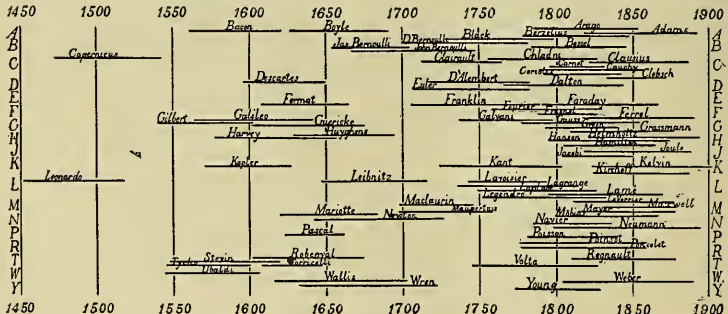 1450 1500 1550 1600 1650 1700 1750 1800 1850 1900
A Bacon Boyle Arago Adams A
B Jas Bernoulli D.Bernoulli Black Berzelius B
John Bernoulli Bessel
C Copernicus Clairault Chladni Clausius C
Carnot Cauchy
Coriolis Clebsch
D Descartes D'Alembert Dalton D
E Euler E
F Fermat Franklin Fourier Faraday F
Fresnel
G Gilbert Galileo Guericke Galvani Gauss Ferrel G
Green Grassmann
H Harvey Huyghens Hansen Helmholtz H
Hamilton
J Jacobi Joule J
K Kepler Kant Kirchoff Kelvin K
L Leonardo Leibnitz Lavoisier Lagrange L
Laplace
Legendre Lamé
Leverrier
M Maclaurin Maxwell M
Mariotte Maupertuis Möbius Mayer
N Newton Navier Neumann N
P Pascal Poisson P
Poinsot Poncelet
R Roberval Regnault R
T Tycho Stevin Torricelli T
Ubaldi Volta
W Wallis Wren Weber W
Y Young Y
1450 1500 1550 1600 1650 1700 1750 1800 1850 1900